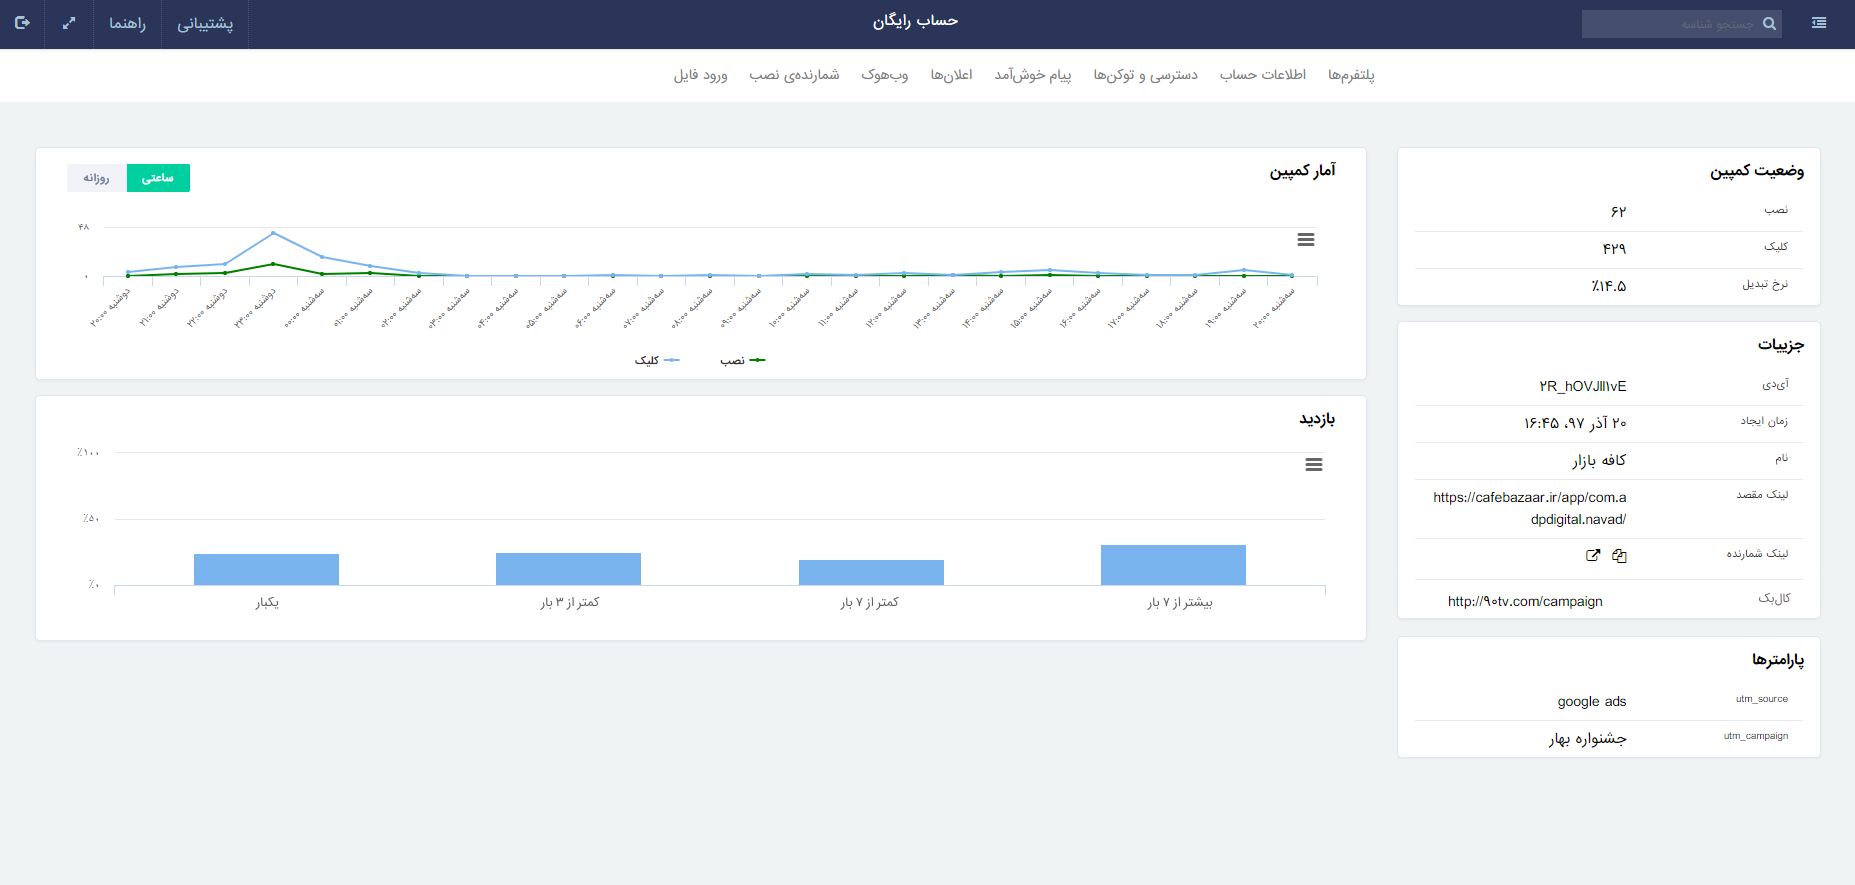 جستجو شناسه
حساب رایگان
پشتیبانی
راهنما
پلتفرم‌ها
اطلاعات حساب
دسترسی و توکن‌ها
پیام خوش‌آمد
اعلان‌ها
وب‌هوک
شمارنده‌ی نصب
ورود فایل
وضعیت کمپین
نصب ۶۲
کلیک ۴۲۹
نرخ تبدیل ٪۱۴.۵
جزییات
آی‌دی ۲R_hOVJII۱vE
زمان ایجاد ۲۰ آذر ۹۷، ۱۶:۴۵
نام کافه بازار
لینک مقصد https://cafebazaar.ir/app/com.a
dpdigital.navad/
لینک شمارنده
کال‌بک http://۹۰tv.com/campaign
پارامترها
utm_source google ads
utm_campaign جشنواره بهار
آمار کمپین
ساعتی
روزانه
۴۸
۰
دوشنبه ۲۰:۰۰
دوشنبه ۲۱:۰۰
دوشنبه ۲۲:۰۰
دوشنبه ۲۳:۰۰
سه‌شنبه ۰۰:۰۰
سه‌شنبه ۰۱:۰۰
سه‌شنبه ۰۲:۰۰
سه‌شنبه ۰۳:۰۰
سه‌شنبه ۰۴:۰۰
سه‌شنبه ۰۵:۰۰
سه‌شنبه ۰۶:۰۰
سه‌شنبه ۰۷:۰۰
سه‌شنبه ۰۸:۰۰
سه‌شنبه ۰۹:۰۰
سه‌شنبه ۱۰:۰۰
سه‌شنبه ۱۱:۰۰
سه‌شنبه ۱۲:۰۰
سه‌شنبه ۱۳:۰۰
سه‌شنبه ۱۴:۰۰
سه‌شنبه ۱۵:۰۰
سه‌شنبه ۱۶:۰۰
سه‌شنبه ۱۷:۰۰
سه‌شنبه ۱۸:۰۰
سه‌شنبه ۱۹:۰۰
سه‌شنبه ۲۰:۰۰
نصب
کلیک
بازدید
٪۱۰۰
٪۵۰
٪۰
بیشتر از ۷ بار
کمتر از ۷ بار
کمتر از ۳ بار
یکبار